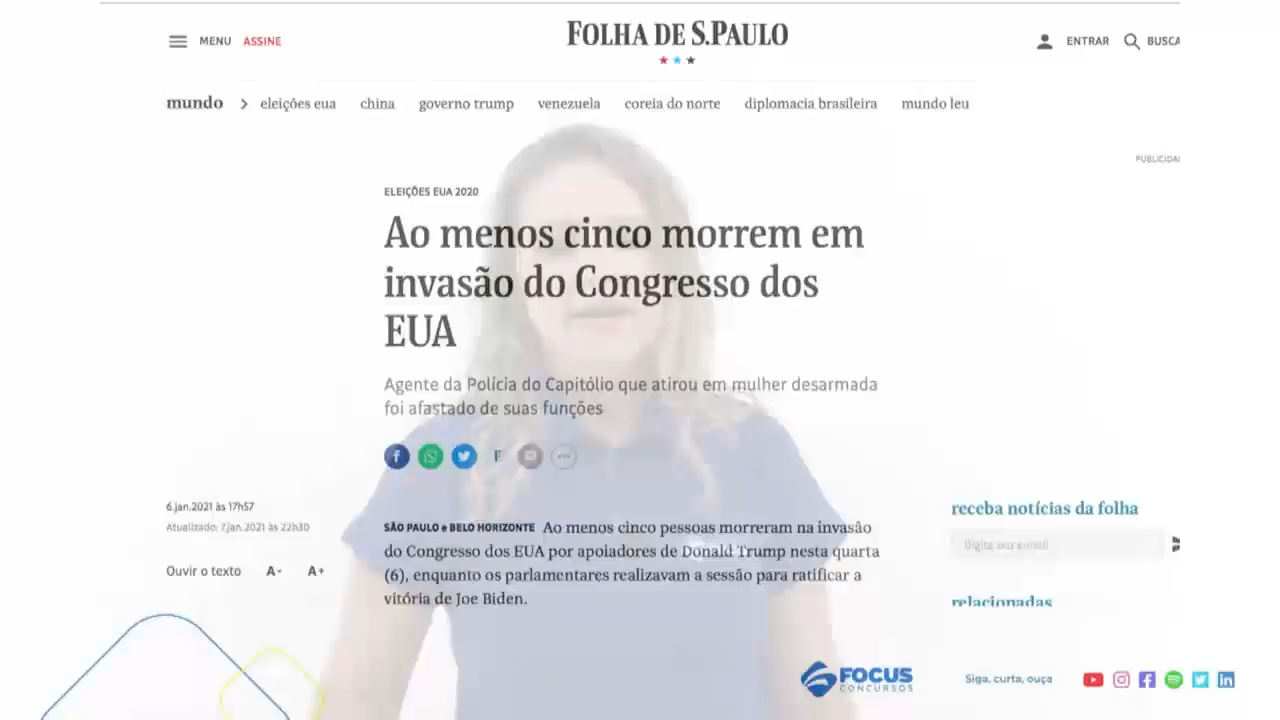 MENU ASSINE FOLHA DE S.PAULO ENTRAR BUSCA
mundo eleições eua china governo trump venezuela coreia do norte diplomacia brasileira mundo leu
PUBLICIDA
ELEIÇÕES EUA 2020
Ao menos cinco morrem em
invasão do Congresso dos
EUA
Agente da Polícia do Capitólio que atirou em mulher desarmada
foi afastado de suas funções
6.jan.2021 às 17h57
Atualizado: 7.jan.2021 às 22h30
Ouvir o texto A- A+
SÃO PAULO e BELO HORIZONTE Ao menos cinco pessoas morreram na invasão
do Congresso dos EUA por apoiadores de Donald Trump nesta quarta
(6), enquanto os parlamentares realizavam a sessão para ratificar a
vitória de Joe Biden.
receba notícias da folha
Digite seu e-mail
relacionadas
FOCUS
CONCURSOS
Siga, curta, ouça